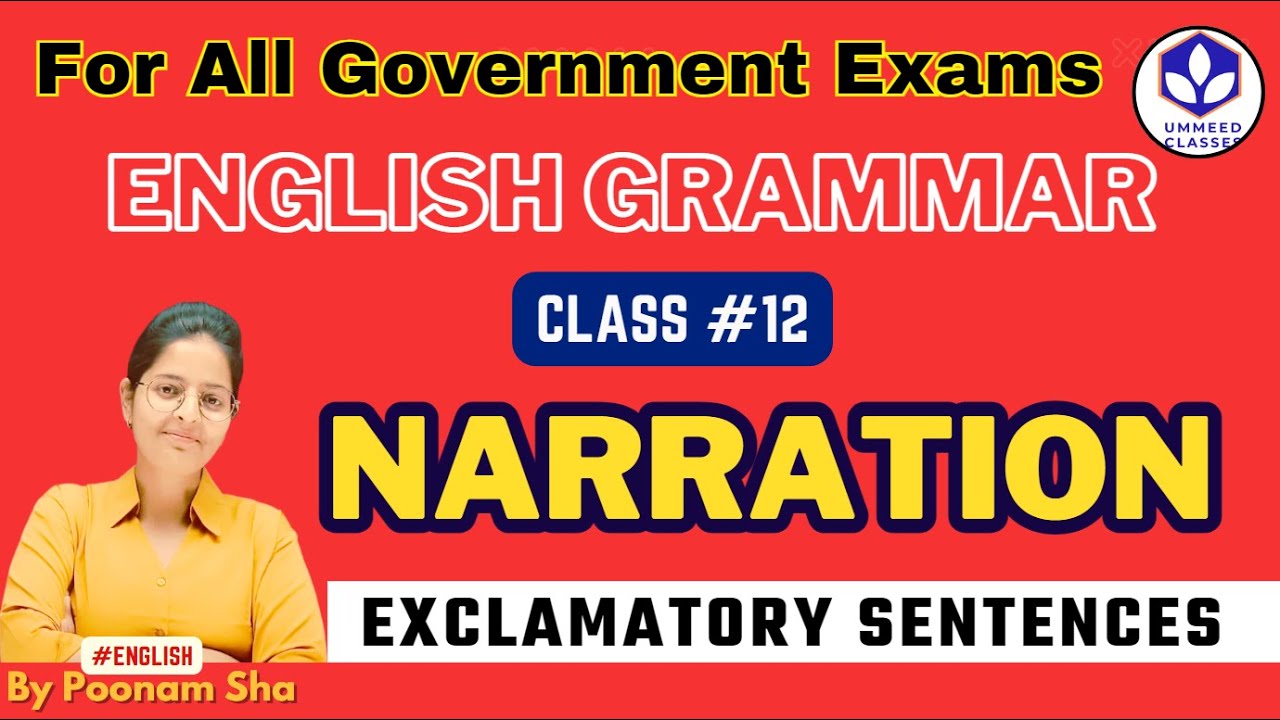 For All Government Exams
UMMEED
CLASSES
ENGLISH GRAMMAR
CLASS #12
NARRATION
EXCLAMATORY SENTENCES
#ENGLISH
By Poonam Sha